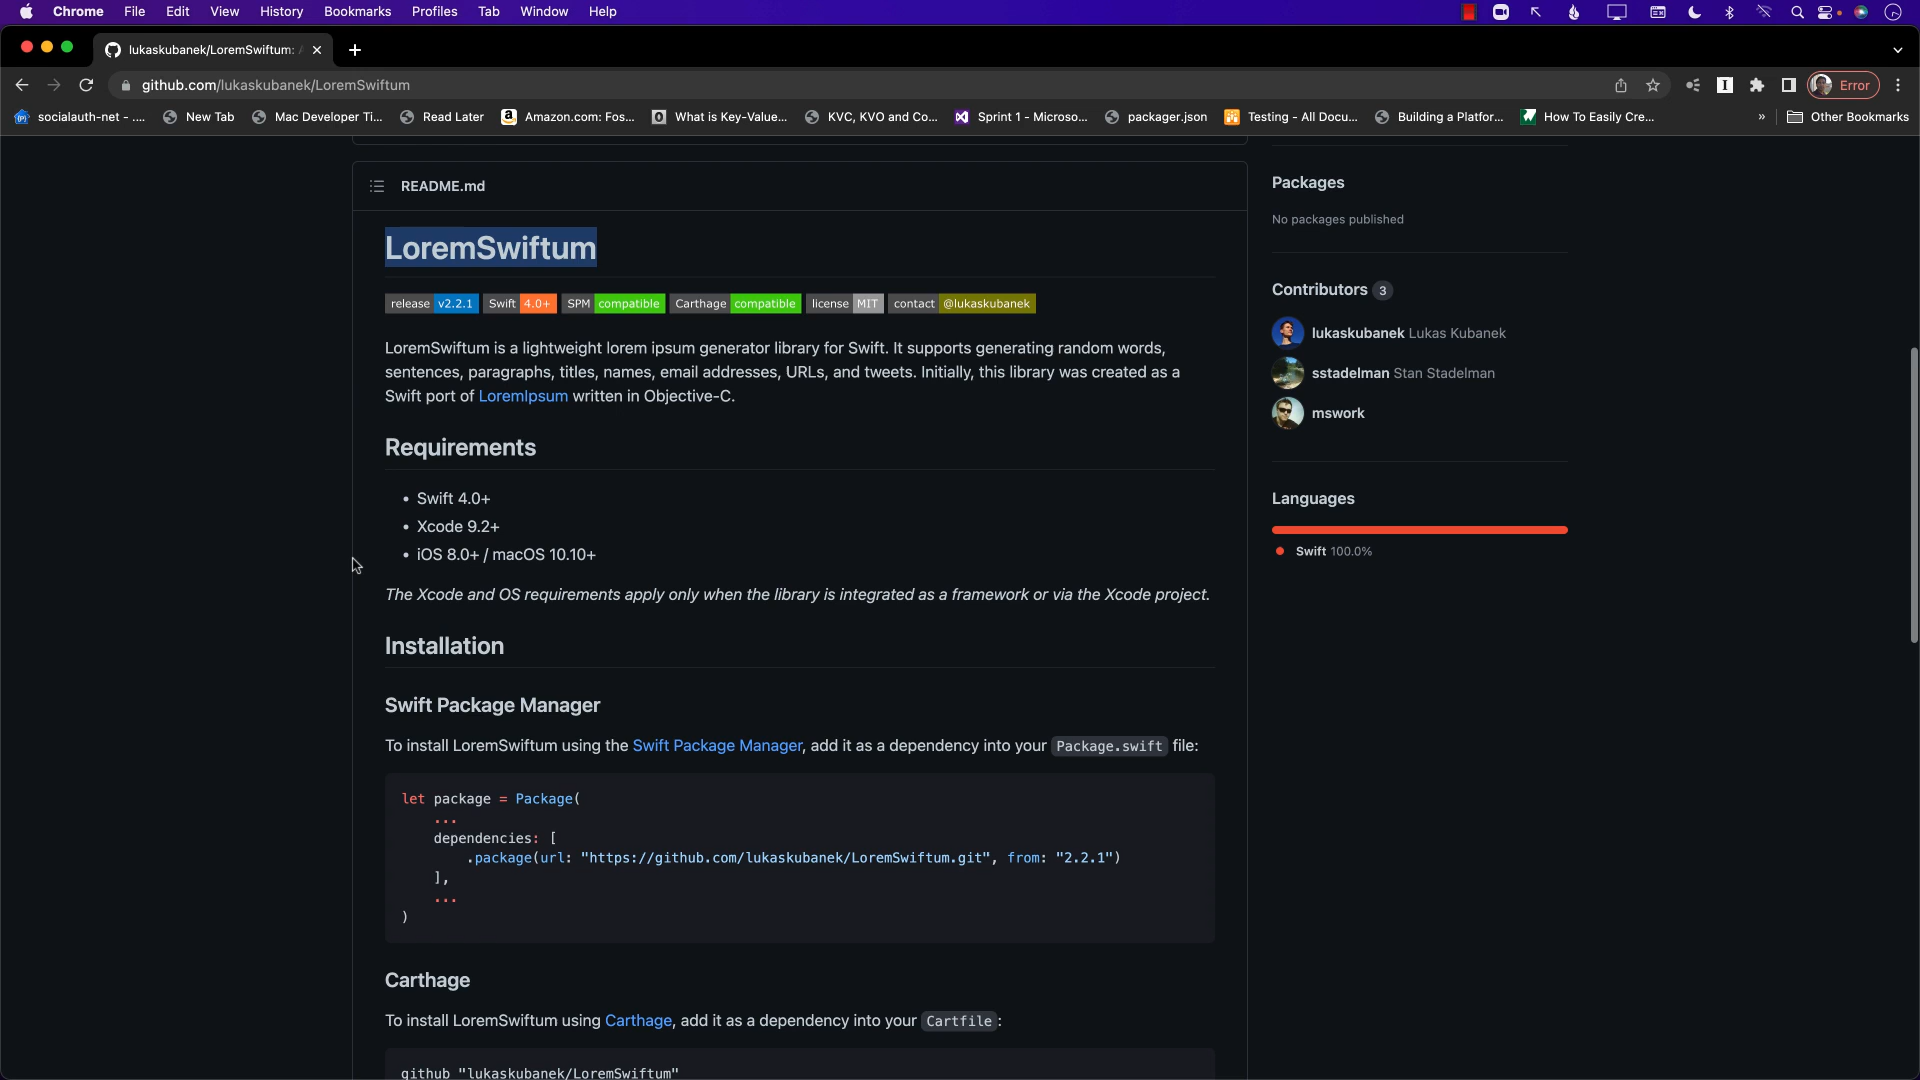 Chrome File Edit View History Bookmarks Profiles Tab Window Help
lukaskubanek/LoremSwiftum:
github.com/lukaskubanek/LoremSwiftum
Error
socialauth-net - .... New Tab Mac Developer Ti... Read Later Amazon.com: Fos... What is Key-Value... KVC, KVO and Co... Sprint 1 - Microso... packager.json Testing - All Docu... Building a Platfor... How To Easily Cre... » Other Bookmarks
README.md
LoremSwiftum
release v2.2.1 Swift 4.0+ SPM compatible Carthage compatible license MIT contact @lukaskubanek
LoremSwiftum is a lightweight lorem ipsum generator library for Swift. It supports generating random words,
sentences, paragraphs, titles, names, email addresses, URLs, and tweets. Initially, this library was created as a
Swift port of LoremIpsum written in Objective-C.
Requirements
• Swift 4.0+
• Xcode 9.2+
• iOS 8.0+ / macOS 10.10+
The Xcode and OS requirements apply only when the library is integrated as a framework or via the Xcode project.
Installation
Swift Package Manager
To install LoremSwiftum using the Swift Package Manager, add it as a dependency into your Package.swift file:
let package = Package(
...
dependencies: [
.package(url: "https://github.com/lukaskubanek/LoremSwiftum.git", from: "2.2.1")
],
...
)
Carthage
To install LoremSwiftum using Carthage, add it as a dependency into your Cartfile:
github "lukaskubanek/LoremSwiftum"
Packages
No packages published
Contributors 3
lukaskubanek Lukas Kubanek
sstadelman Stan Stadelman
mswork
Languages
Swift 100.0%